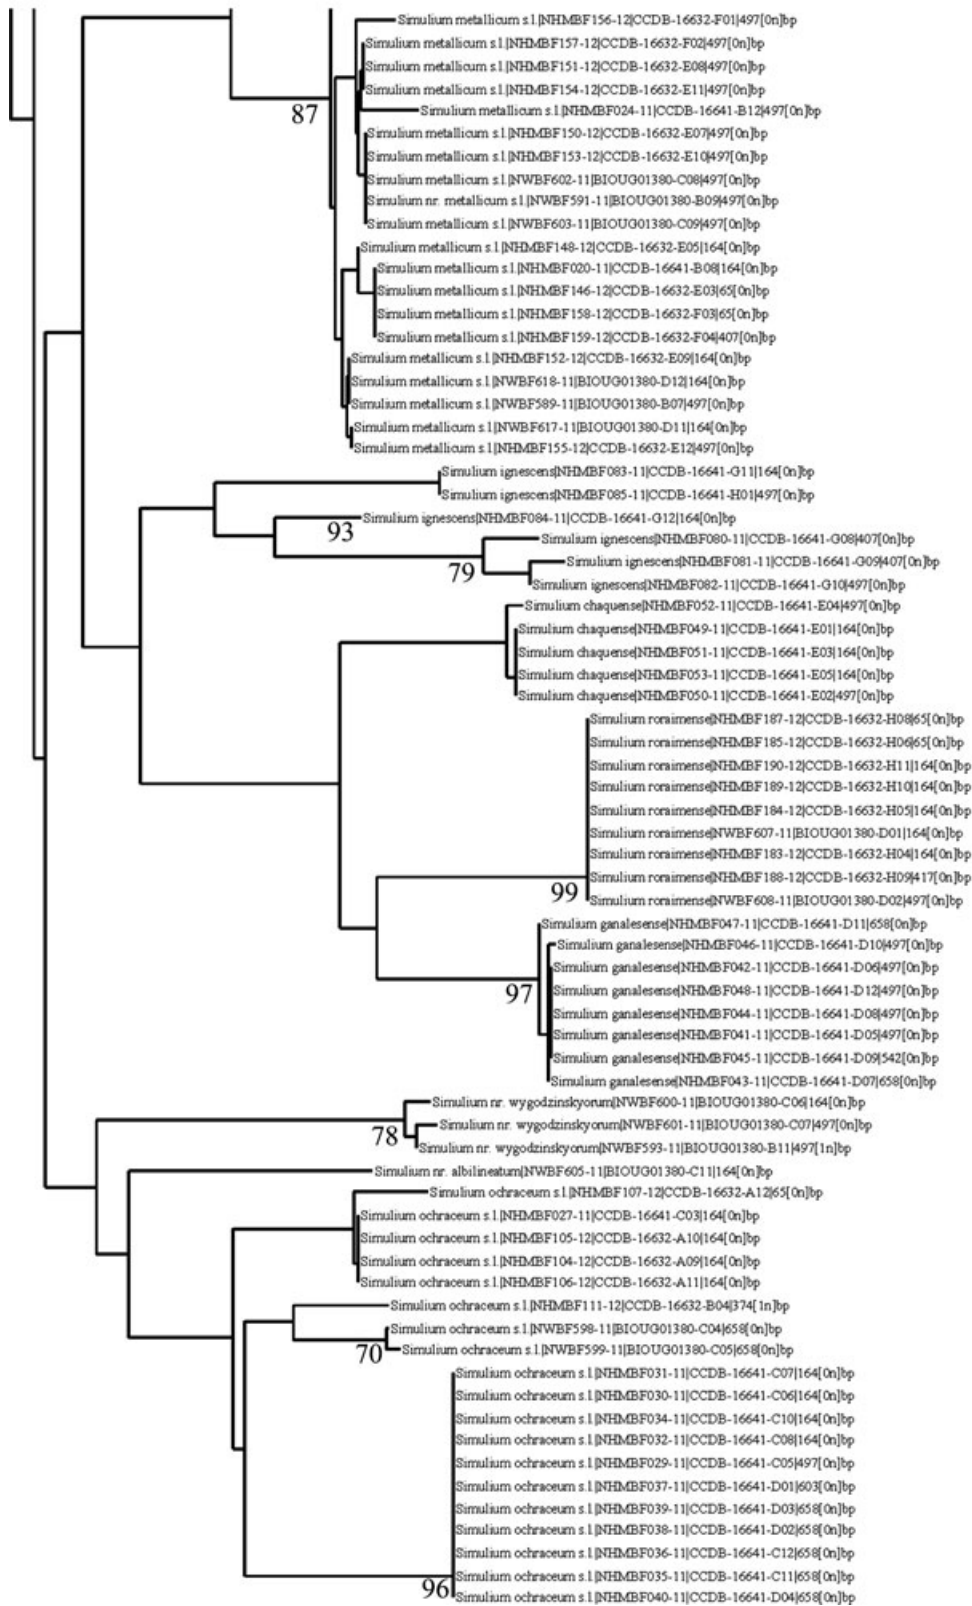 Simulium metallicum s.l.|NHMBF156-12|CCDB-16632-F01|497[0n]bp
Simulium metallicum s.l.|NHMBF157-12|CCDB-16632-F02|497[0n]bp
Simulium metallicum s.l.|NHMBF151-12|CCDB-16632-E08|497[0n]bp
Simulium metallicum s.l.|NHMBF154-12|CCDB-16632-E11|497[0n]bp
87
Simulium metallicum s.l.|NHMBF024-11|CCDB-16641-B12|497[0n]bp
Simulium metallicum s.l.|NHMBF150-12|CCDB-16632-E07|497[0n]bp
Simulium metallicum s.l.|NHMBF153-12|CCDB-16632-E10|497[0n]bp
Simulium metallicum s.l.|NWBF602-11|BIOUG01380-C08|497[0n]bp
Simulium nr. metallicum s.l.|NWBF591-11|BIOUG01380-B09|497[0n]bp
Simulium metallicum s.l.|NWBF603-11|BIOUG01380-C09|497[0n]bp
Simulium metallicum s.l.|NHMBF148-12|CCDB-16632-E05|164[0n]bp
Simulium metallicum s.l.|NHMBF020-11|CCDB-16641-B08|164[0n]bp
Simulium metallicum s.l.|NHMBF146-12|CCDB-16632-E03|65[0n]bp
Simulium metallicum s.l.|NHMBF158-12|CCDB-16632-F03|65[0n]bp
Simulium metallicum s.l.|NHMBF159-12|CCDB-16632-F04|407[0n]bp
Simulium metallicum s.l.|NHMBF152-12|CCDB-16632-E09|164[0n]bp
Simulium metallicum s.l.|NWBF618-11|BIOUG01380-D12|164[0n]bp
Simulium metallicum s.l.|NWBF589-11|BIOUG01380-B07|497[0n]bp
Simulium metallicum s.l.|NWBF617-11|BIOUG01380-D11|164[0n]bp
Simulium metallicum s.l.|NHMBF155-12|CCDB-16632-E12|497[0n]bp
Simulium ignescens|NHMBF083-11|CCDB-16641-G11|164[0n]bp
Simulium ignescens|NHMBF085-11|CCDB-16641-H01|497[0n]bp
Simulium ignescens|NHMBF084-11|CCDB-16641-G12|164[0n]bp
93
Simulium ignescens|NHMBF080-11|CCDB-16641-G08|407[0n]bp
Simulium ignescens|NHMBF081-11|CCDB-16641-G09|407[0n]bp
79
Simulium ignescens|NHMBF082-11|CCDB-16641-G10|497[0n]bp
Simulium chaquense|NHMBF052-11|CCDB-16641-E04|497[0n]bp
Simulium chaquense|NHMBF049-11|CCDB-16641-E01|164[0n]bp
Simulium chaquense|NHMBF051-11|CCDB-16641-E03|164[0n]bp
Simulium chaquense|NHMBF053-11|CCDB-16641-E05|164[0n]bp
Simulium chaquense|NHMBF050-11|CCDB-16641-E02|497[0n]bp
Simulium roraimense|NHMBF187-12|CCDB-16632-H08|65[0n]bp
Simulium roraimense|NHMBF185-12|CCDB-16632-H06|65[0n]bp
Simulium roraimense|NHMBF190-12|CCDB-16632-H11|164[0n]bp
Simulium roraimense|NHMBF189-12|CCDB-16632-H10|164[0n]bp
Simulium roraimense|NHMBF184-12|CCDB-16632-H05|164[0n]bp
Simulium roraimense|NWBF607-11|BIOUG01380-D01|164[0n]bp
Simulium roraimense|NHMBF183-12|CCDB-16632-H04|164[0n]bp
Simulium roraimense|NHMBF188-12|CCDB-16632-H09|417[0n]bp
99
Simulium roraimense|NWBF608-11|BIOUG01380-D02|497[0n]bp
Simulium ganalesense|NHMBF047-11|CCDB-16641-D11|658[0n]bp
Simulium ganalesense|NHMBF046-11|CCDB-16641-D10|497[0n]bp
Simulium ganalesense|NHMBF042-11|CCDB-16641-D06|497[0n]bp
97
Simulium ganalesense|NHMBF048-11|CCDB-16641-D12|497[0n]bp
Simulium ganalesense|NHMBF044-11|CCDB-16641-D08|497[0n]bp
Simulium ganalesense|NHMBF041-11|CCDB-16641-D05|497[0n]bp
Simulium ganalesense|NHMBF045-11|CCDB-16641-D09|542[0n]bp
Simulium ganalesense|NHMBF043-11|CCDB-16641-D07|658[0n]bp
Simulium nr. wygodzinskyorum|NWBF600-11|BIOUG01380-C06|164[0n]bp
Simulium nr. wygodzinskyorum|NWBF601-11|BIOUG01380-C07|497[0n]bp
78
Simulium nr. wygodzinskyorum|NWBF593-11|BIOUG01380-B11|497[1n]bp
Simulium nr. albilineatum|NWBF605-11|BIOUG01380-C11|164[0n]bp
Simulium ochraceum s.l.|NHMBF107-12|CCDB-16632-A12|65[0n]bp
Simulium ochraceum s.l.|NHMBF027-11|CCDB-16641-C03|164[0n]bp
Simulium ochraceum s.l.|NHMBF105-12|CCDB-16632-A10|164[0n]bp
Simulium ochraceum s.l.|NHMBF104-12|CCDB-16632-A09|164[0n]bp
Simulium ochraceum s.l.|NHMBF106-12|CCDB-16632-A11|164[0n]bp
Simulium ochraceum s.l.|NHMBF111-12|CCDB-16632-B04|374[1n]bp
Simulium ochraceum s.l.|NWBF598-11|BIOUG01380-C04|658[0n]bp
70
Simulium ochraceum s.l.|NWBF599-11|BIOUG01380-C05|658[0n]bp
Simulium ochraceum s.l.|NHMBF031-11|CCDB-16641-C07|164[0n]bp
Simulium ochraceum s.l.|NHMBF030-11|CCDB-16641-C06|164[0n]bp
Simulium ochraceum s.l.|NHMBF034-11|CCDB-16641-C10|164[0n]bp
Simulium ochraceum s.l.|NHMBF032-11|CCDB-16641-C08|164[0n]bp
Simulium ochraceum s.l.|NHMBF029-11|CCDB-16641-C05|497[0n]bp
Simulium ochraceum s.l.|NHMBF037-11|CCDB-16641-D01|603[0n]bp
Simulium ochraceum s.l.|NHMBF039-11|CCDB-16641-D03|658[0n]bp
Simulium ochraceum s.l.|NHMBF038-11|CCDB-16641-D02|658[0n]bp
Simulium ochraceum s.l.|NHMBF036-11|CCDB-16641-C12|658[0n]bp
Simulium ochraceum s.l.|NHMBF035-11|CCDB-16641-C11|658[0n]bp
96
Simulium ochraceum s.l.|NHMBF040-11|CCDB-16641-D04|658[0n]bp